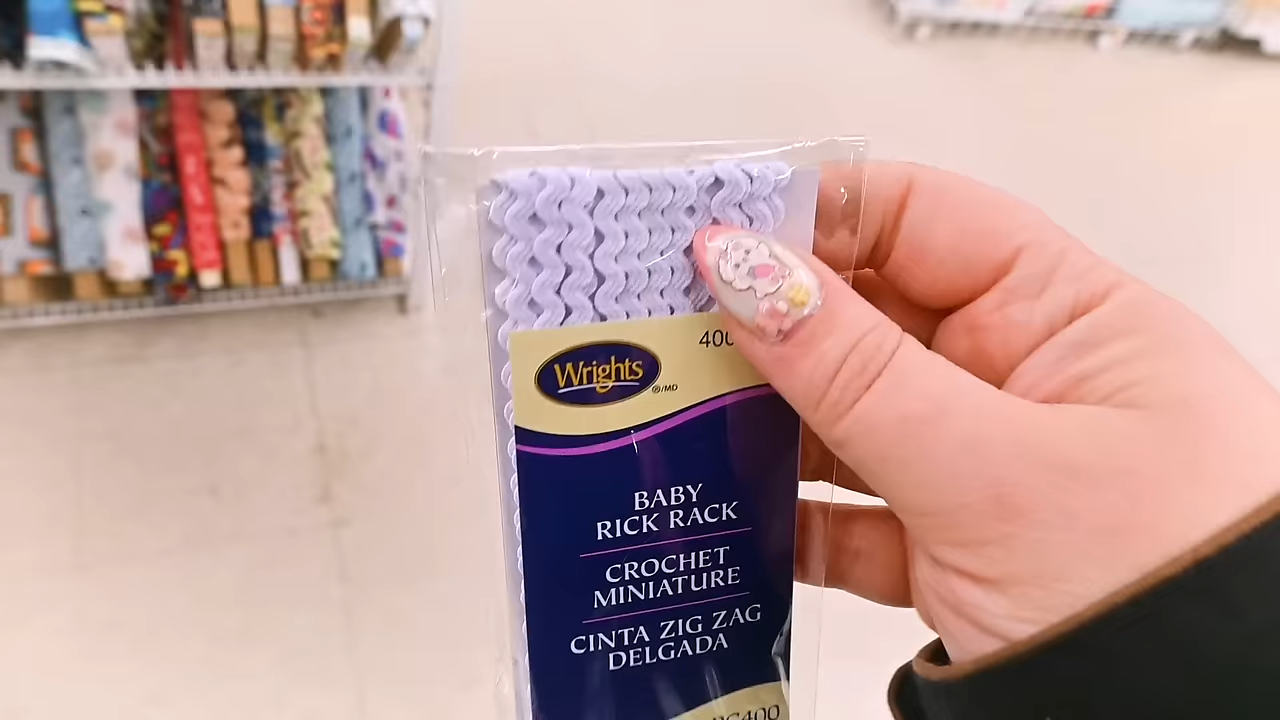 400
Wrights
®/MD
BABY
RICK RACK
CROCHET
MINIATURE
CINTA ZIG ZAG
DELGADA